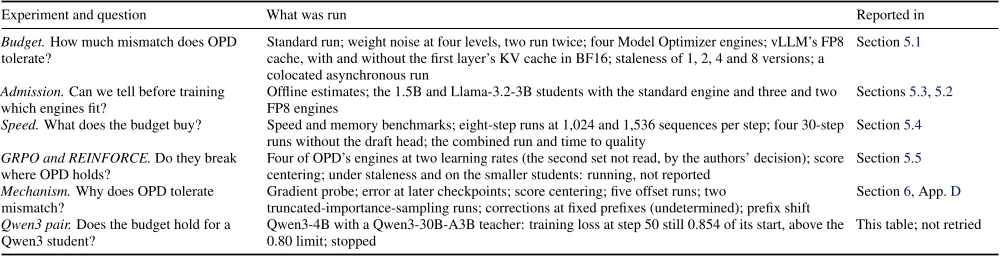 Experiment and question What was run Reported in
Budget. How much mismatch does OPD tolerate? Standard run; weight noise at four levels, two run twice; four Model Optimizer engines; vLLM's FP8 cache, with and without the first layer's KV cache in BF16; staleness of 1, 2, 4 and 8 versions; a colocated asynchronous run Section 5.1
Admission. Can we tell before training which engines fit? Offline estimates; the 1.5B and Llama-3.2-3B students with the standard engine and three and two FP8 engines Sections 5.3, 5.2
Speed. What does the budget buy? Speed and memory benchmarks; eight-step runs at 1,024 and 1,536 sequences per step; four 30-step runs without the draft head; the combined run and time to quality Section 5.4
GRPO and REINFORCE. Do they break where OPD holds? Four of OPD's engines at two learning rates (the second set not read, by the authors' decision); score centering; under staleness and on the smaller students: running, not reported Section 5.5
Mechanism. Why does OPD tolerate mismatch? Gradient probe; error at later checkpoints; score centering; five offset runs; two truncated-importance-sampling runs; corrections at fixed prefixes (undetermined); prefix shift Section 6, App. D
Qwen3 pair. Does the budget hold for a Qwen3 student? Qwen3-4B with a Qwen3-30B-A3B teacher: training loss at step 50 still 0.854 of its start, above the 0.80 limit; stopped This table; not retried